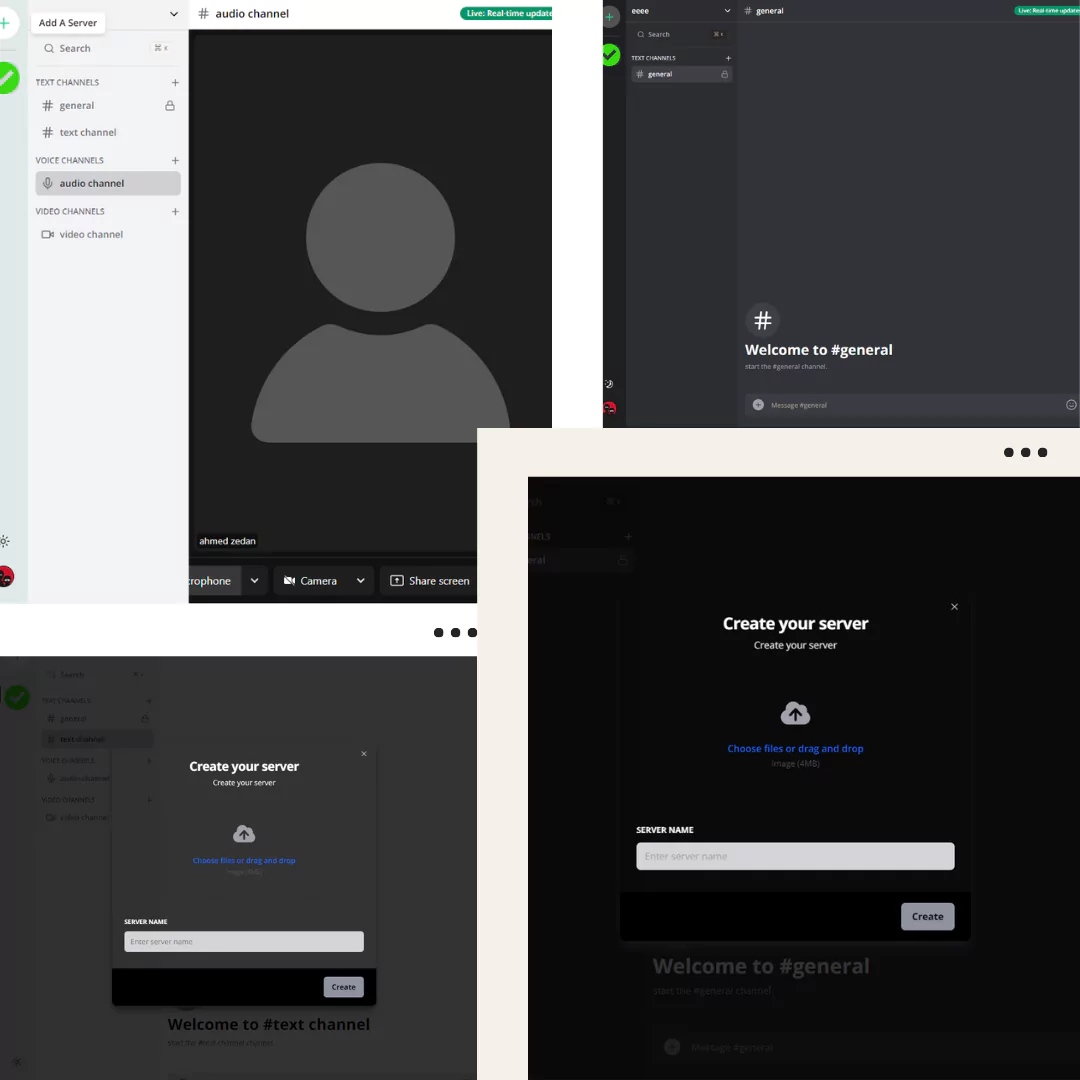 Add A Server
Search
⌘ K
TEXT CHANNELS
general
text channel
VOICE CHANNELS
audio channel
VIDEO CHANNELS
video channel
# audio channel
Live: Real-time update
ahmed zedan
crophone
Camera
Share screen
eeee
Search
TEXT CHANNELS
# general
# general
Live: Real-time updates
#
Welcome to #general
start the #general channel.
Message #general
Search
TEXT CHANNELS
# general
# text channel
VOICE CHANNELS
audio channel
VIDEO CHANNELS
video channel
Create your server
Create your server
Choose files or drag and drop
Image (4MB)
SERVER NAME
Enter server name
Create
Welcome to #text channel
start the #text channel channel.
rch
NNELS
eral
Create your server
Create your server
Choose files or drag and drop
Image (4MB)
SERVER NAME
Enter server name
Create
Welcome to #general
start the #general channel.
Message #general